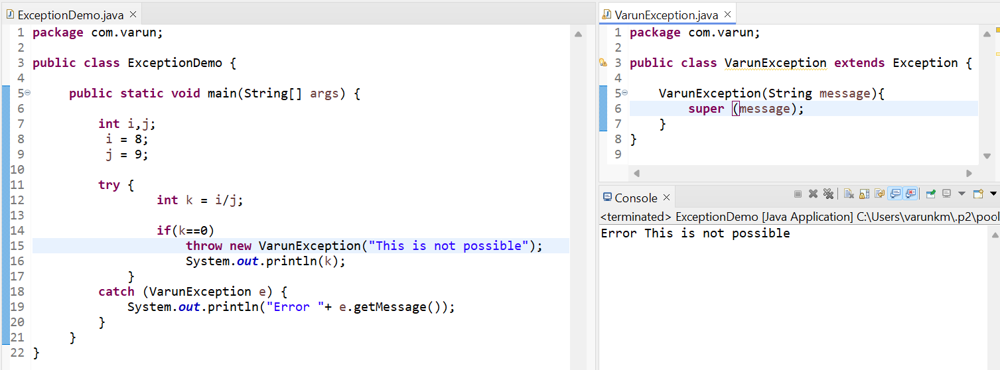 ExceptionDemo.java
1 package com.varun;
2
3 public class ExceptionDemo {
4
5 public static void main(String[] args) {
6
7 int i,j;
8 i = 8;
9 j = 9;
10
11 try {
12 int k = i/j;
13
14 if(k==0)
15 throw new VarunException("This is not possible");
16 System.out.println(k);
17 }
18 catch (VarunException e) {
19 System.out.println("Error "+ e.getMessage());
20 }
21 }
22 }
VarunException.java
1 package com.varun;
2
3 public class VarunException extends Exception {
4
5 VarunException(String message){
6 super (message);
7 }
8 }
9
Console
<terminated> ExceptionDemo [Java Application] C:\Users\varunkm\.p2\pool
Error This is not possible